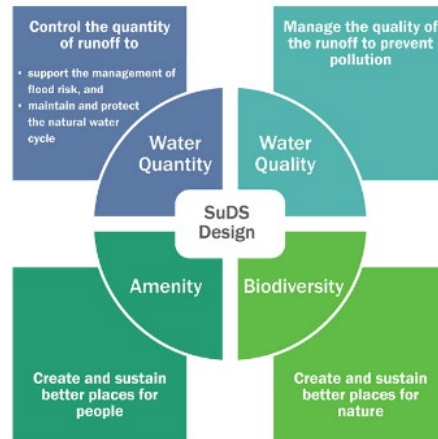 Control the quantity
of runoff to
• support the management of
flood risk, and
• maintain and protect
the natural water
cycle
Manage the quality of
the runoff to prevent
pollution
Water
Quantity
Water
Quality
SuDS
Design
Amenity
Biodiversity
Create and sustain
better places for
people
Create and sustain
better places for
nature